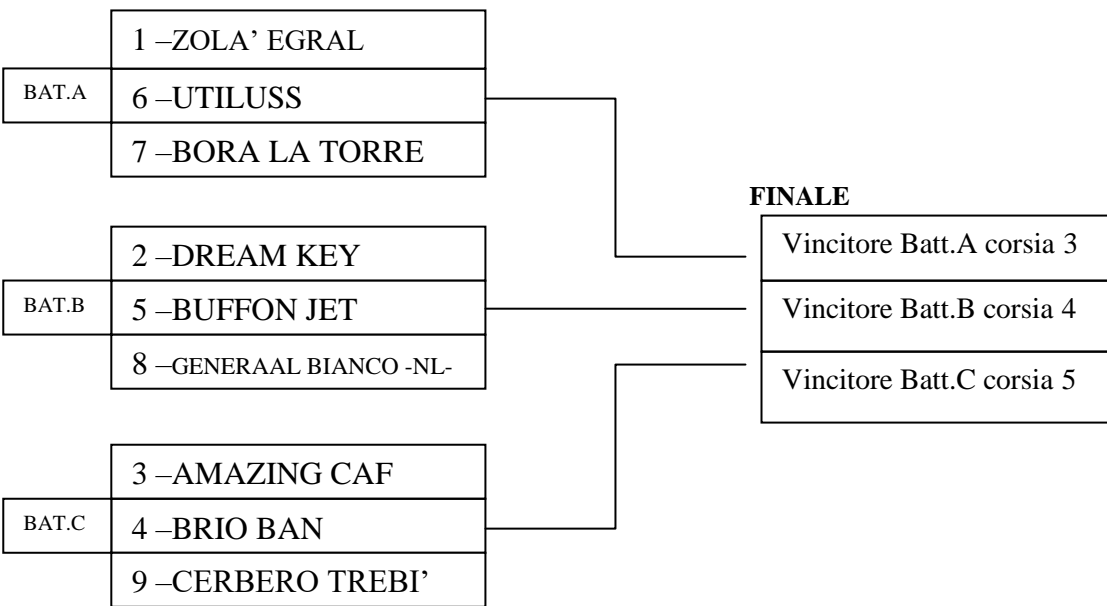 1 –ZOLA’ EGRAL
BAT.A
6 –UTILUSS
7 –BORA LA TORRE
2 –DREAM KEY
BAT.B
5 –BUFFON JET
8 –GENERAAL BIANCO -NL-
3 –AMAZING CAF
BAT.C
4 –BRIO BAN
9 –CERBERO TREBI’
FINALE
Vincitore Batt.A corsia 3
Vincitore Batt.B corsia 4
Vincitore Batt.C corsia 5